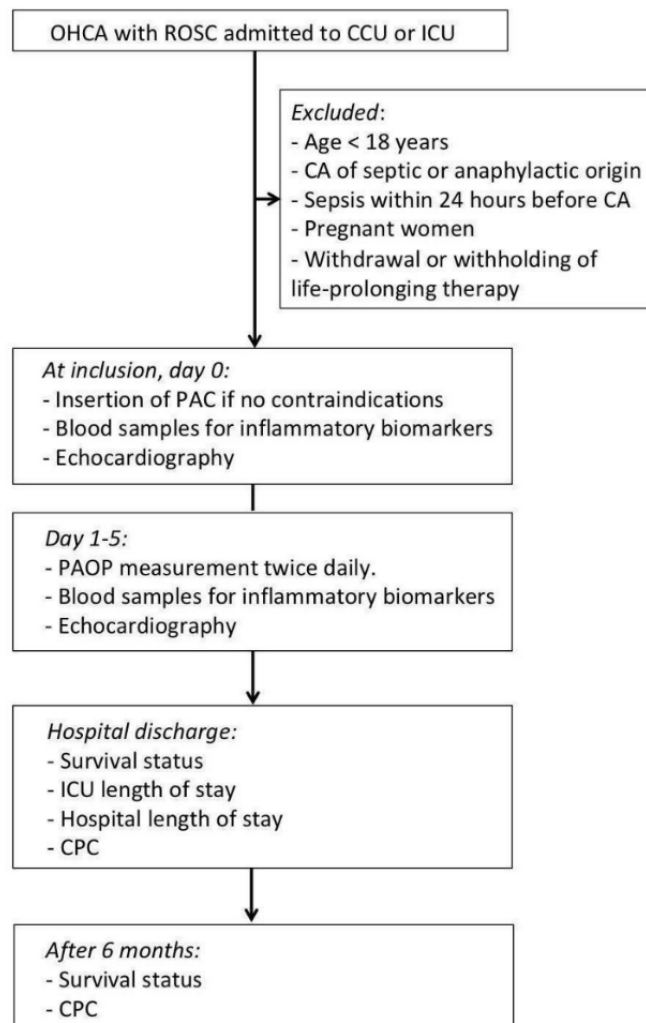 OHCA with ROSC admitted to CCU or ICU
Excluded:
- Age < 18 years
- CA of septic or anaphylactic origin
- Sepsis within 24 hours before CA
- Pregnant women
- Withdrawal or withholding of
life-prolonging therapy
At inclusion, day 0:
- Insertion of PAC if no contraindications
- Blood samples for inflammatory biomarkers
- Echocardiography
Day 1-5:
- PAOP measurement twice daily.
- Blood samples for inflammatory biomarkers
- Echocardiography
Hospital discharge:
- Survival status
- ICU length of stay
- Hospital length of stay
- CPC
After 6 months:
- Survival status
- CPC